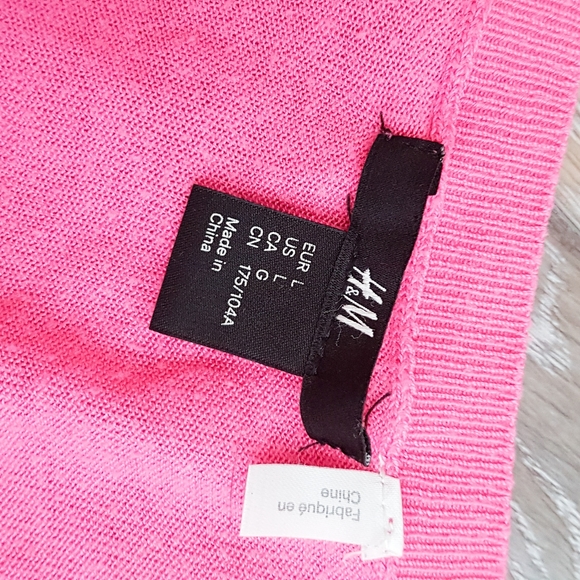 H&M
EUR L
US L
CA G
CN 175/104A
Made in
China
Fabriqué en
Chine